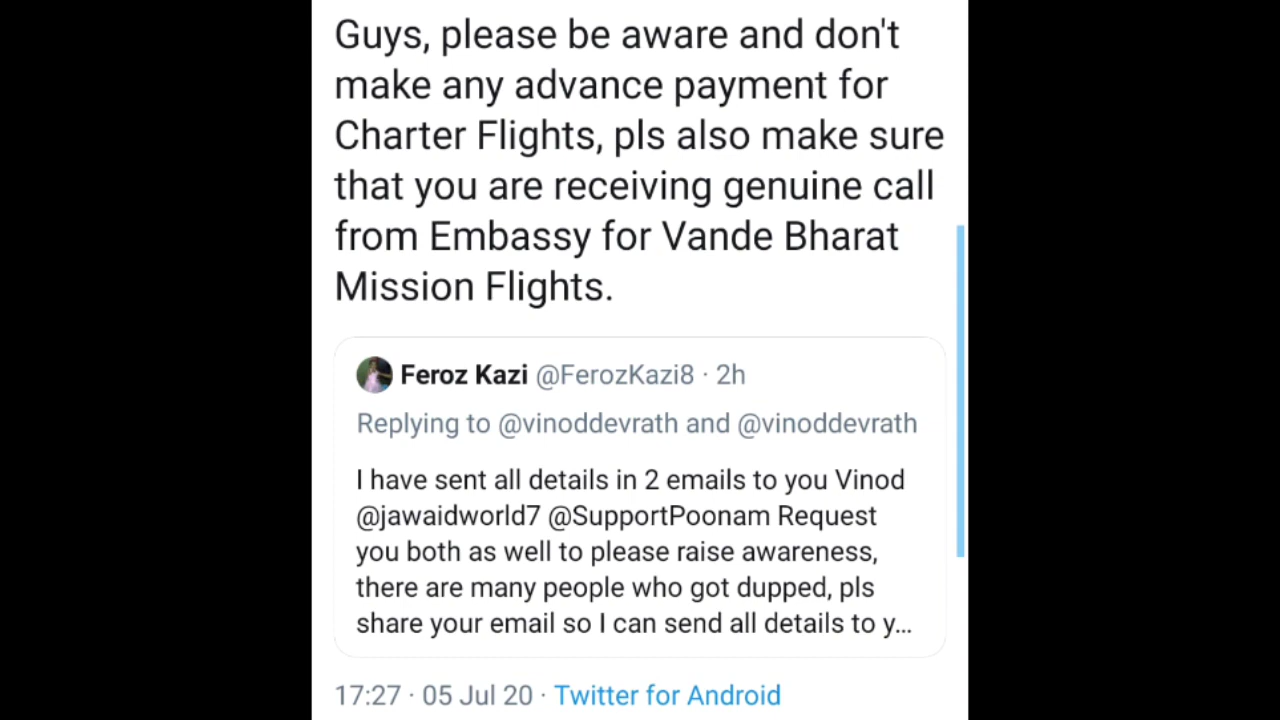 Guys, please be aware and don't
make any advance payment for
Charter Flights, pls also make sure
that you are receiving genuine call
from Embassy for Vande Bharat
Mission Flights.
Feroz Kazi @FerozKazi8 · 2h
Replying to @vinoddevrath and @vinoddevrath
I have sent all details in 2 emails to you Vinod
@jawaidworld7 @SupportPoonam Request
you both as well to please raise awareness,
there are many people who got dupped, pls
share your email so I can send all details to y...
17:27 · 05 Jul 20 · Twitter for Android